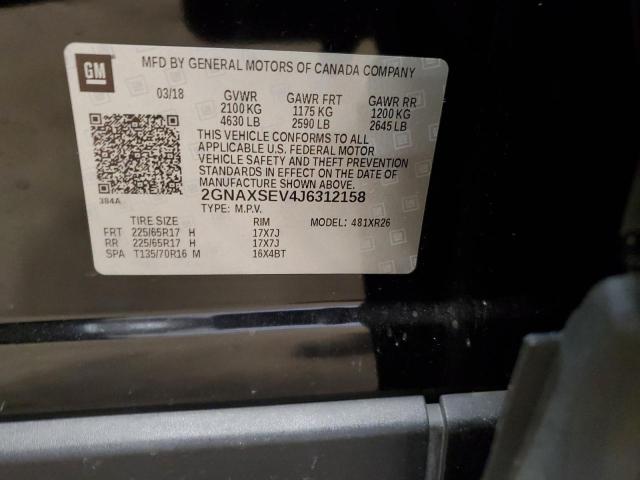 GM
MFD BY GENERAL MOTORS OF CANADA COMPANY
03/18 GVWR GAWR FRT GAWR RR
2100 KG 1175 KG 1200 KG
4630 LB 2590 LB 2645 LB
THIS VEHICLE CONFORMS TO ALL
APPLICABLE U.S. FEDERAL MOTOR
VEHICLE SAFETY AND THEFT PREVENTION
STANDARDS IN EFFECT ON THE DATE OF
MANUFACTURE SHOWN ABOVE.
384A 2GNAXSEV4J6312158
TYPE: M.P.V. MODEL: 481XR26
TIRE SIZE RIM
FRT 225/65R17 H 17X7J
RR 225/65R17 H 17X7J
SPA T135/70R16 M 16X4BT